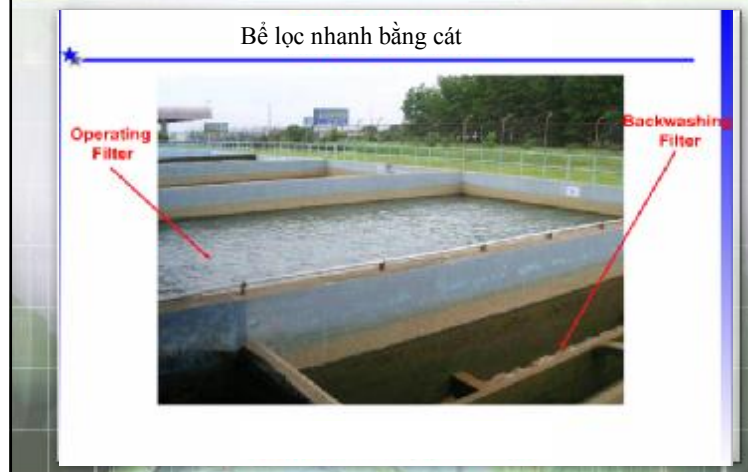 Bể lọc nhanh bằng cát
Operating
Filter
Backwashing
Filter